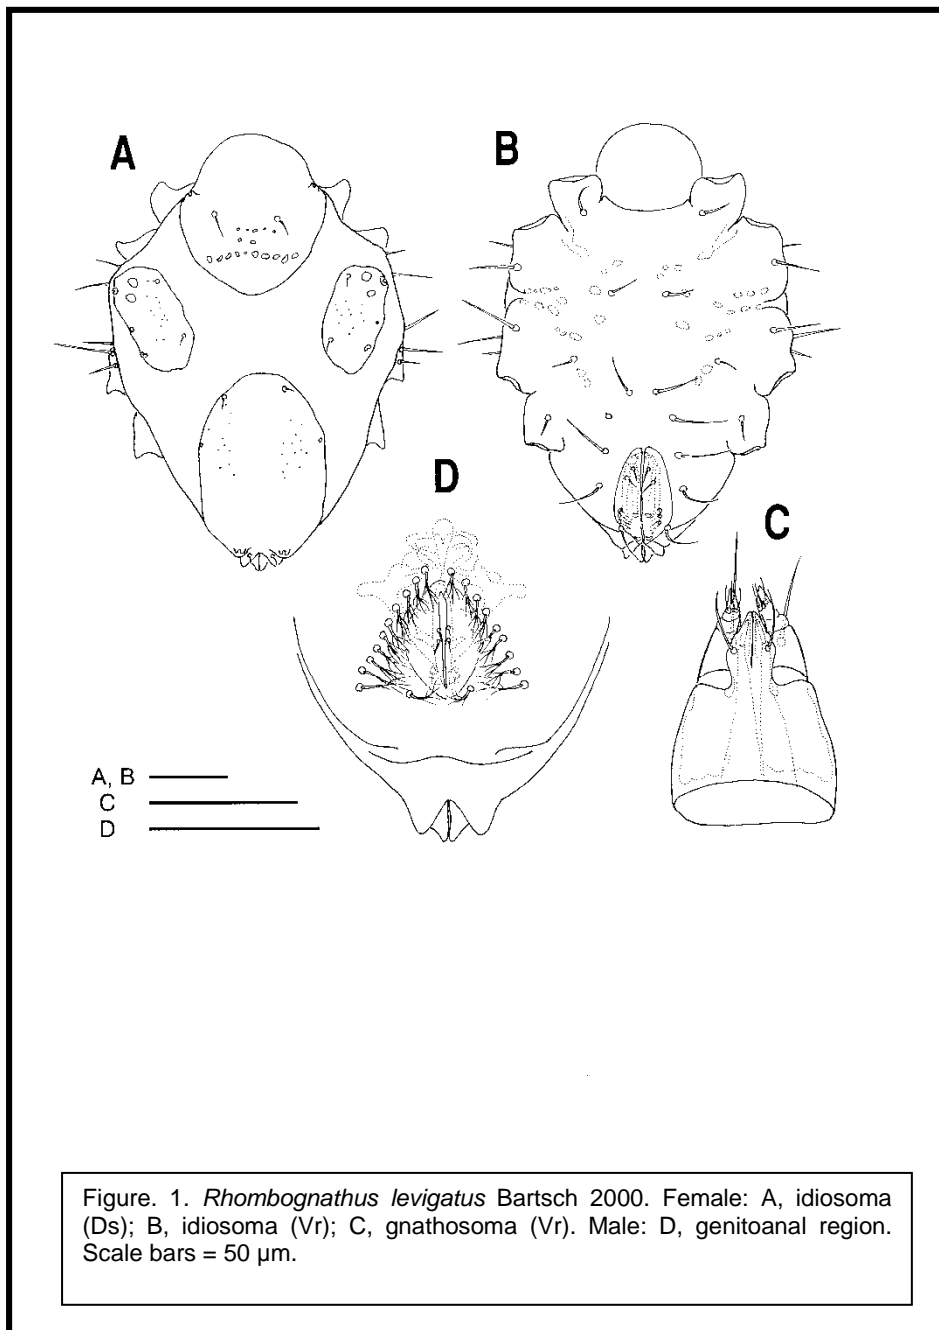 A
B
D
C
A, B
C
D
Figure. 1. Rhombognathus levigatus Bartsch 2000. Female: A, idiosoma
(Ds); B, idiosoma (Vr); C, gnathosoma (Vr). Male: D, genitoanal region.
Scale bars = 50 µm.